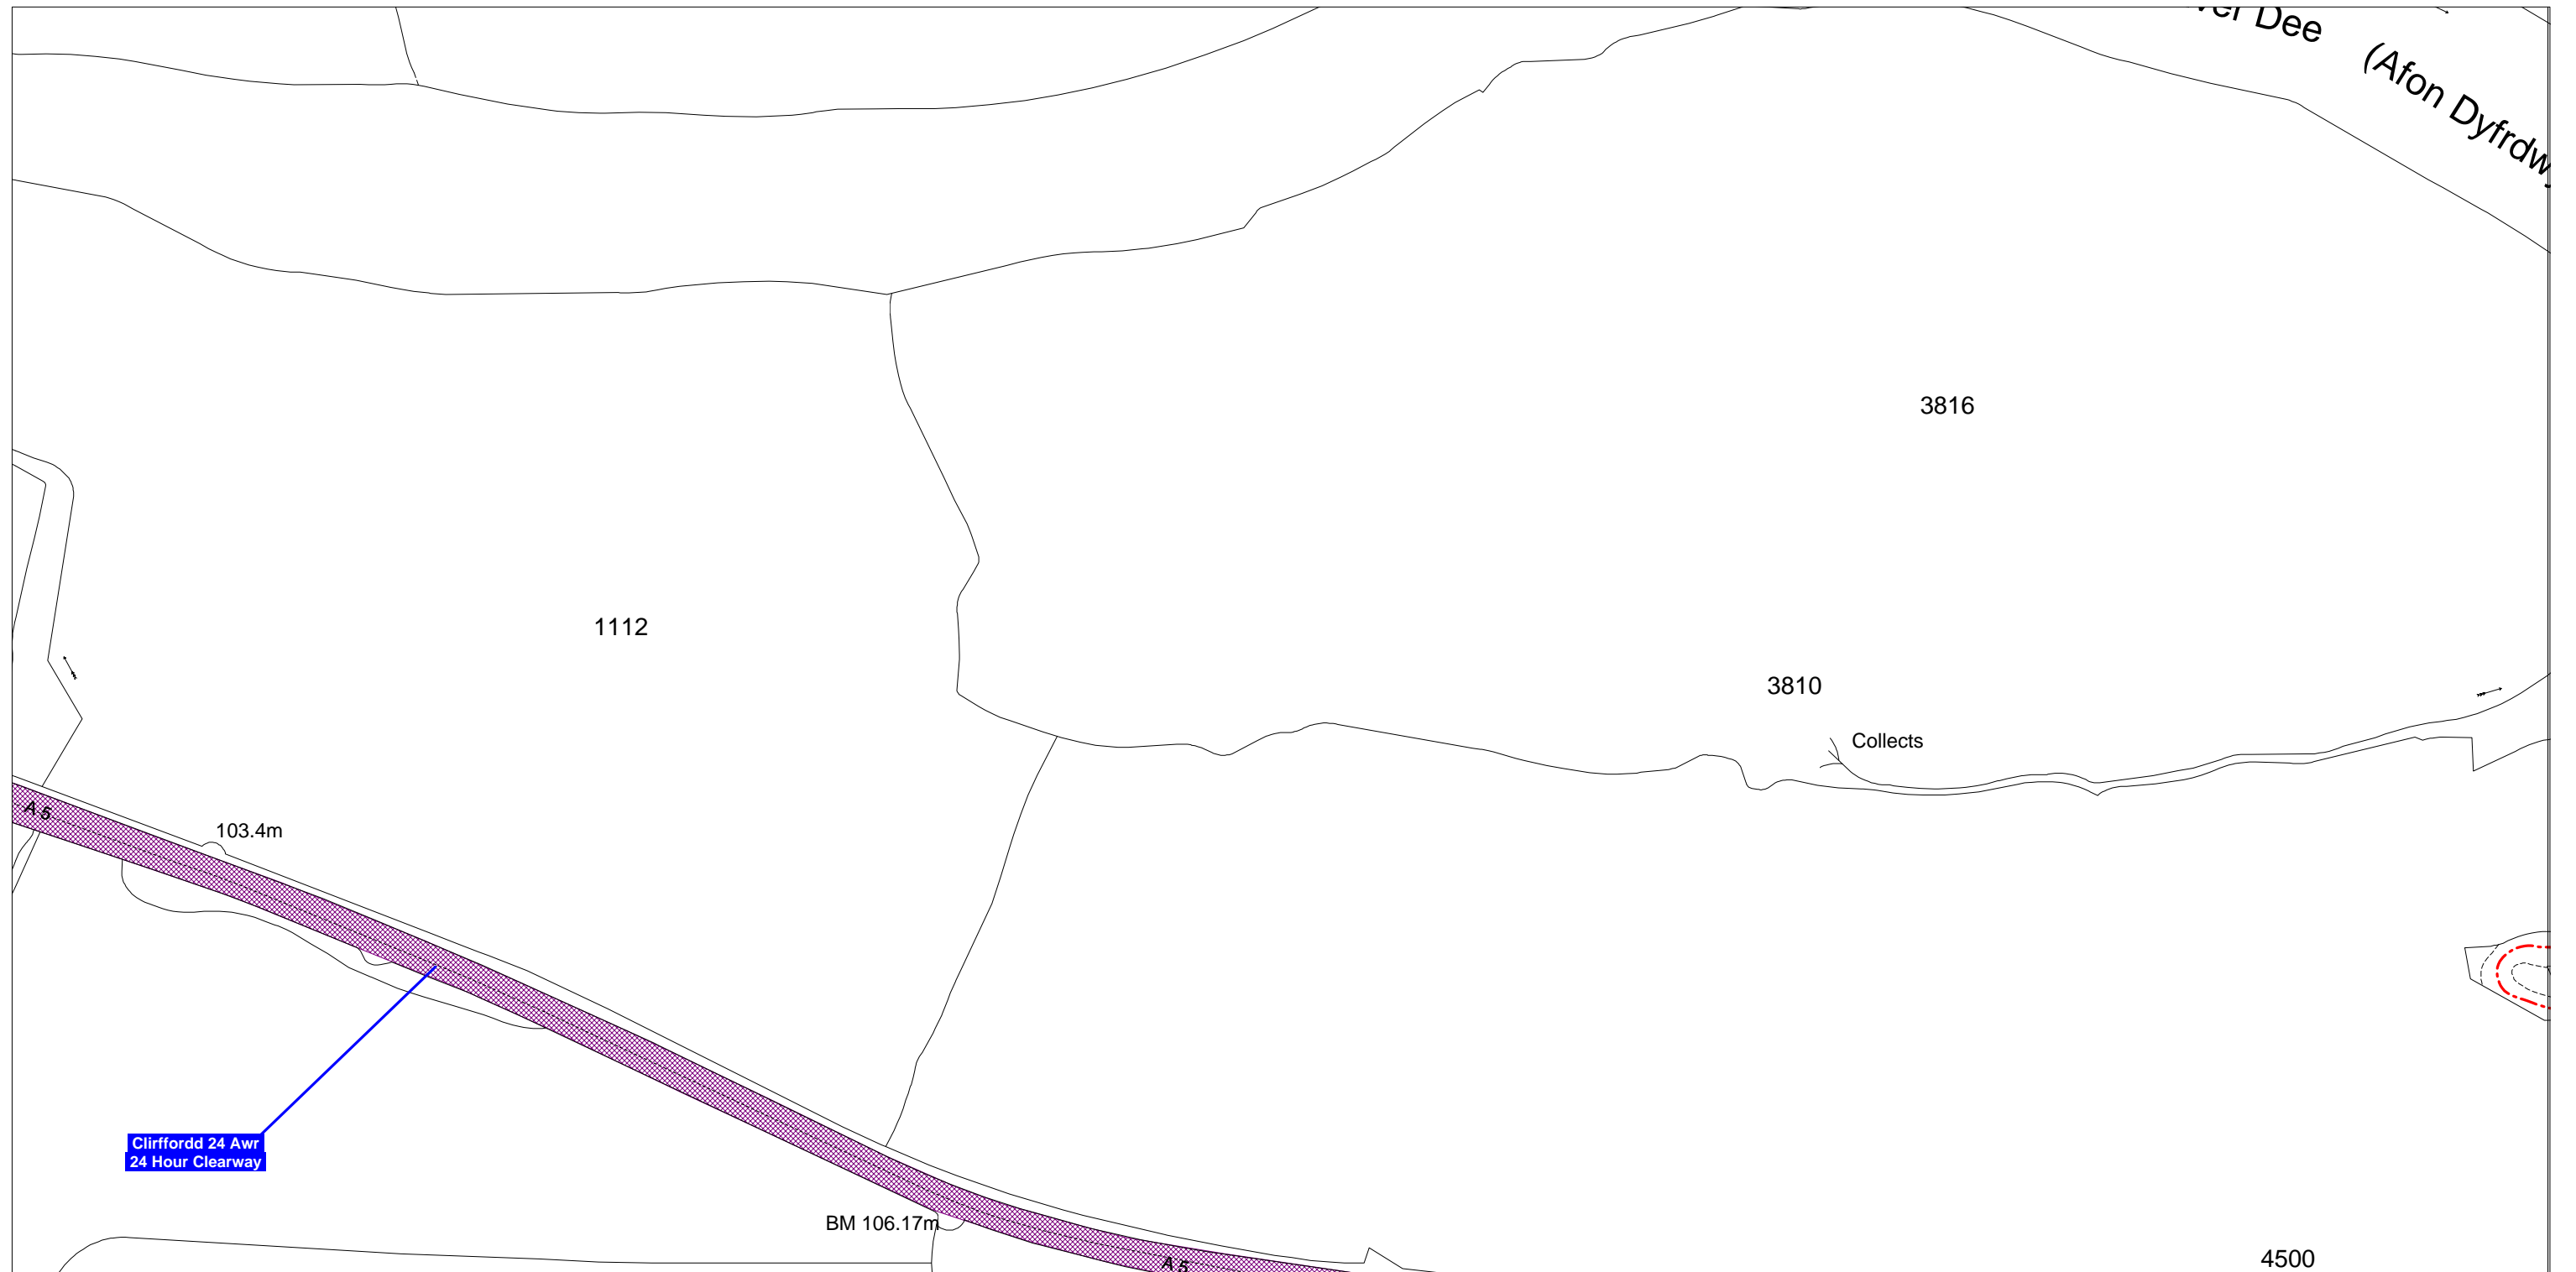 Dee
(Afon
3816
1112
3810
Collects
A 5
103.4m
Clirffordd 24 Awr
24 Hour Clearway
BM 106.17m
A 5
4500